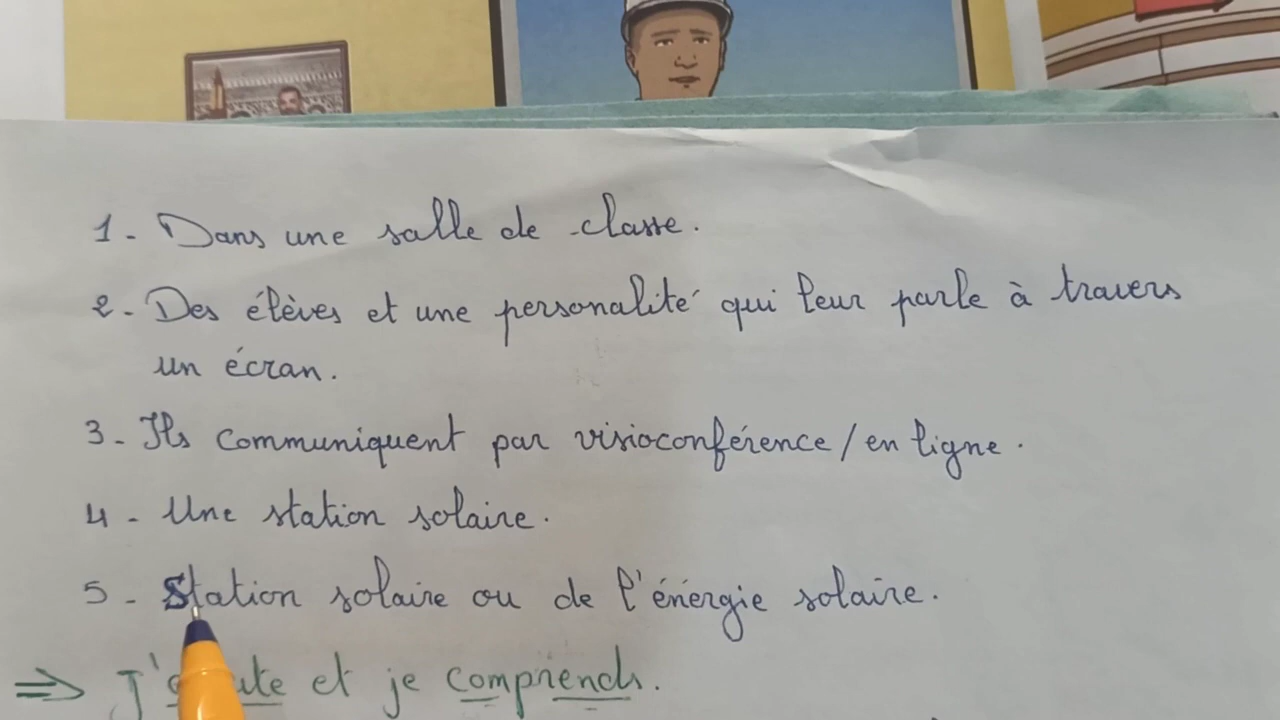 1- Dans une salle de classe.
2- Des élèves et une personalité qui leur parle à travers
un écran.
3- Ils communiquent par visioconférence/en ligne.
4- Une station solaire.
5- Station solaire ou de l'énérgie solaire.
⇒ J'écoute et je comprends.